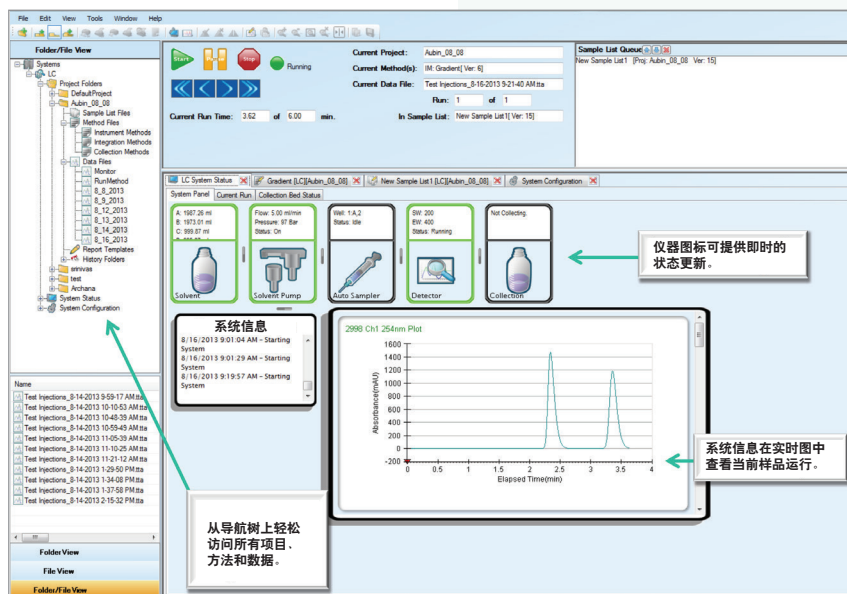 File Edit View Tools Window Help
Folder/File View
Systems
LC
Project Folders
DefaultProject
Aubin_08_08
Sample List Files
Method Files
Instrument Methods
Integration Methods
Collection Methods
Data Files
Monitor
RunMethod
8_8_2013
8_9_2013
8_12_2013
8_13_2013
8_14_2013
8_16_2013
Report Templates
History Folders
srinivas
test
Archana
System Status
System Configuration
Name
Test Injections_8-14-2013 9-59-17 AM.tta
Test Injections_8-14-2013 10-10-53 AM.tta
Test Injections_8-14-2013 10-48-39 AM.tta
Test Injections_8-14-2013 10-59-49 AM.tta
Test Injections_8-14-2013 11-05-39 AM.tta
Test Injections_8-14-2013 11-10-25 AM.tta
Test Injections_8-14-2013 11-21-12 AM.tta
Test Injections_8-14-2013 1-29-50 PM.tta
Test Injections_8-14-2013 1-34-08 PM.tta
Test Injections_8-14-2013 1-37-58 PM.tta
Test Injections_8-14-2013 2-15-32 PM.tta
Folder View
File View
Folder/File View
Start
Stop
Running
Current Run Time: 3.62 of 6.00 min.
Current Project: Aubin_08_08
Current Method(s): IM: Gradient[ Ver: 6]
Current Data File: Test Injections_8-16-2013 9-21-40 AM.tta
Run: 1 of 1
In Sample List: New Sample List1[ Ver: 15]
Sample List Queue
New Sample List1 [Proj: Aubin_08_08 Ver: 15]
LC System Status Gradient [LC][Aubin_08_08] New Sample List1 [LC][Aubin_08_08] System Configuration
System Panel Current Run Collection Bed Status
A: 1987.26 ml
B: 1973.01 ml
C: 999.87 ml
Solvent
Flow: 5.00 ml/min
Pressure: 97 Bar
Status: On
Solvent Pump
Well: 1:A,2
Status: Idle
Auto Sampler
BW: 200
EW: 400
Status: Running
Detector
Not Collecting.
Collection
仪器图标可提供即时的
状态更新。
系统信息
8/16/2013 9:01:04 AM - Starting
System
8/16/2013 9:01:29 AM - Starting
System
8/16/2013 9:19:57 AM - Starting
System
2998 Ch1 254nm Plot
Absorbance(mAU)
1600
1400
1200
1000
800
600
400
200
0
-200
0 0.5 1 1.5 2 2.5 3 3.5 4
Elapsed Time(min)
系统信息在实时图中
查看当前样品运行。
从导航树上轻松
访问所有项目、
方法和数据。